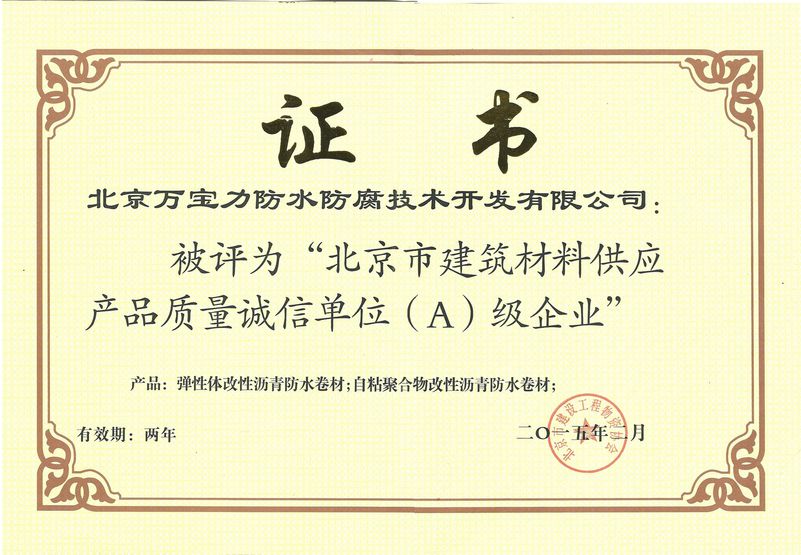 证 书
北京万宝力防水防腐技术开发有限公司：
被评为“北京市建筑材料供应
产品质量诚信单位（A）级企业”
产品：弹性体改性沥青防水卷材；自粘聚合物改性沥青防水卷材；
有效期：两年
二〇一五年二月
北京市建设工程物资协会